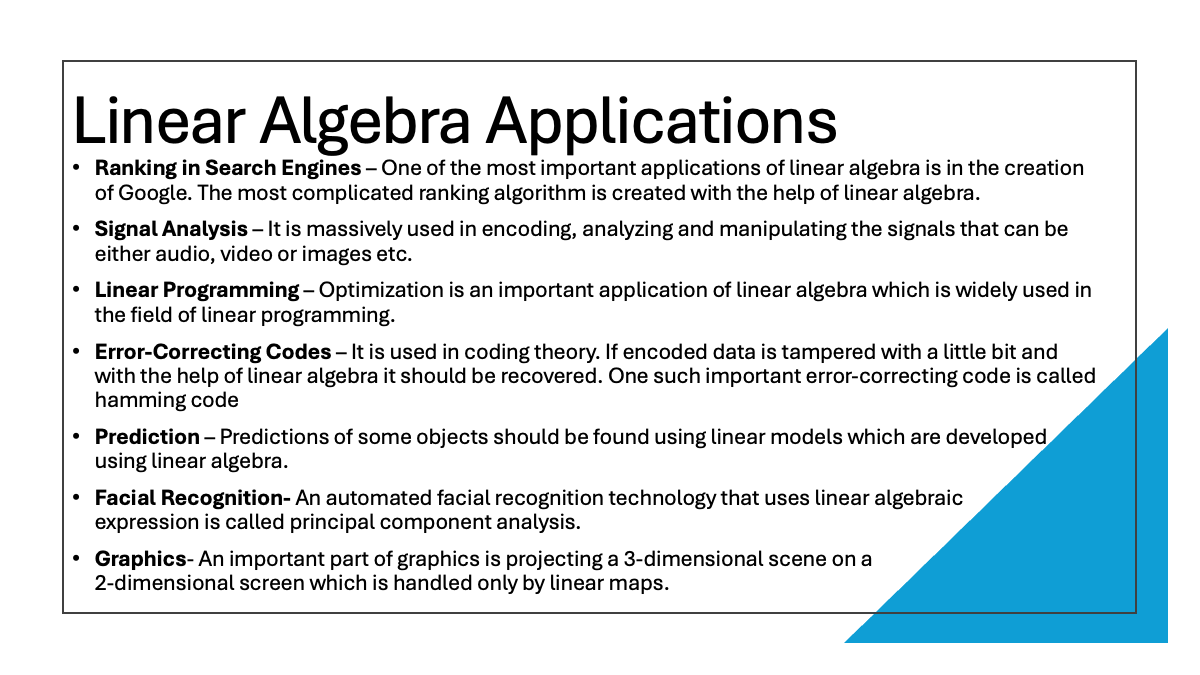 Linear Algebra Applications
• Ranking in Search Engines – One of the most important applications of linear algebra is in the creation
of Google. The most complicated ranking algorithm is created with the help of linear algebra.
• Signal Analysis – It is massively used in encoding, analyzing and manipulating the signals that can be
either audio, video or images etc.
• Linear Programming – Optimization is an important application of linear algebra which is widely used in
the field of linear programming.
• Error-Correcting Codes – It is used in coding theory. If encoded data is tampered with a little bit and
with the help of linear algebra it should be recovered. One such important error-correcting code is called
hamming code
• Prediction – Predictions of some objects should be found using linear models which are developed
using linear algebra.
• Facial Recognition- An automated facial recognition technology that uses linear algebraic
expression is called principal component analysis.
• Graphics- An important part of graphics is projecting a 3-dimensional scene on a
2-dimensional screen which is handled only by linear maps.